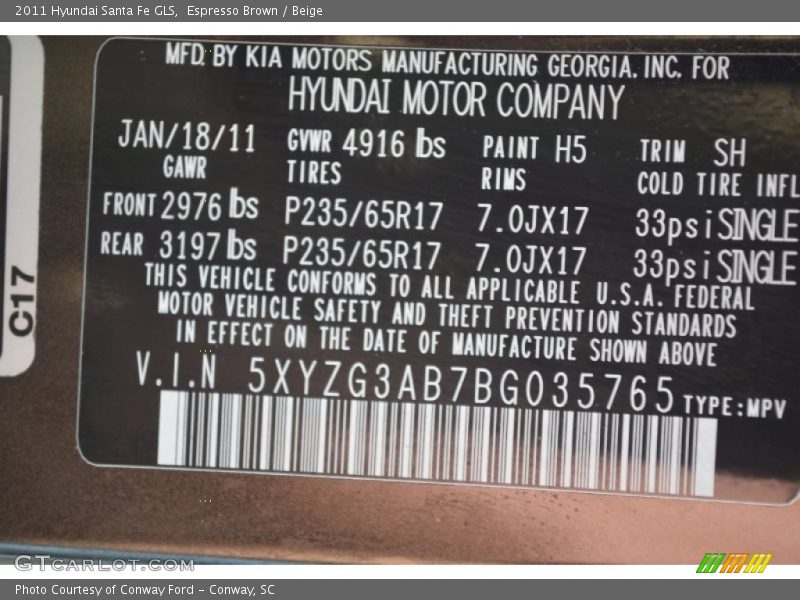 2011 Hyundai Santa Fe GLS, Espresso Brown / Beige
MFD. BY KIA MOTORS MANUFACTURING GEORGIA. INC. FOR
HYUNDAI MOTOR COMPANY
JAN/18/11 GVWR 4916 lbs PAINT H5 TRIM SH
GAWR TIRES RIMS COLD TIRE INFL
FRONT 2976 lbs P235/65R17 7.0JX17 33psi SINGLE
REAR 3197 lbs P235/65R17 7.0JX17 33psi SINGLE
THIS VEHICLE CONFORMS TO ALL APPLICABLE U.S.A. FEDERAL
MOTOR VEHICLE SAFETY AND THEFT PREVENTION STANDARDS
IN EFFECT ON THE DATE OF MANUFACTURE SHOWN ABOVE
V.I.N 5XYZG3AB7BG035765 TYPE:MPV
C17
GTCARLOT.COM
Photo Courtesy of Conway Ford - Conway, SC